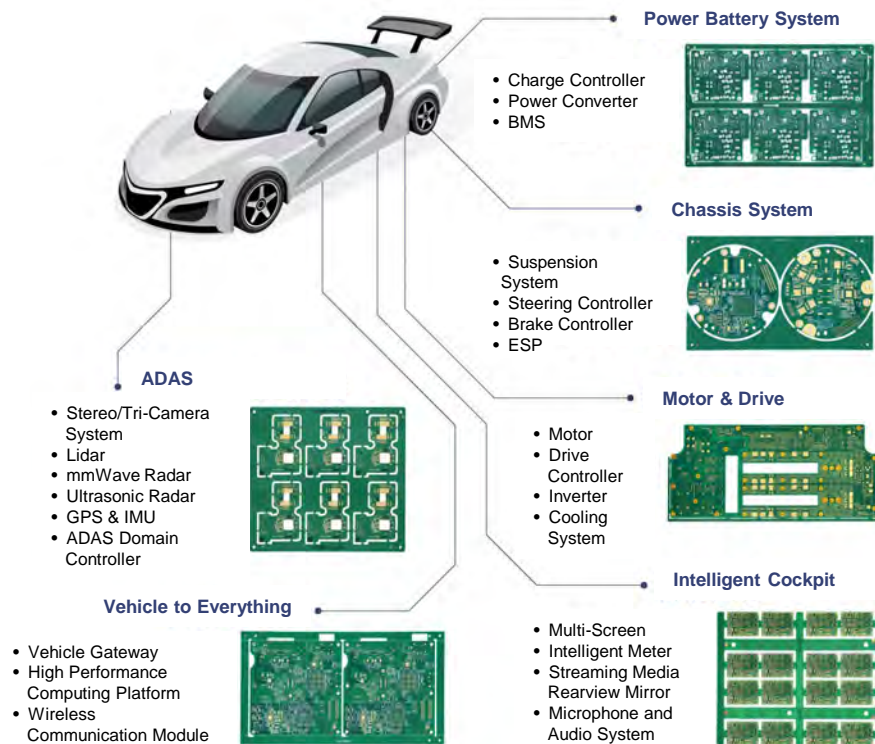 Power Battery System
• Charge Controller
• Power Converter
• BMS
Chassis System
• Suspension
System
• Steering Controller
• Brake Controller
• ESP
ADAS
• Stereo/Tri-Camera
System
• Lidar
• mmWave Radar
• Ultrasonic Radar
• GPS & IMU
• ADAS Domain
Controller
Motor & Drive
• Motor
• Drive
Controller
• Inverter
• Cooling
System
Vehicle to Everything
• Vehicle Gateway
• High Performance
Computing Platform
• Wireless
Communication Module
Intelligent Cockpit
• Multi-Screen
• Intelligent Meter
• Streaming Media
Rearview Mirror
• Microphone and
Audio System